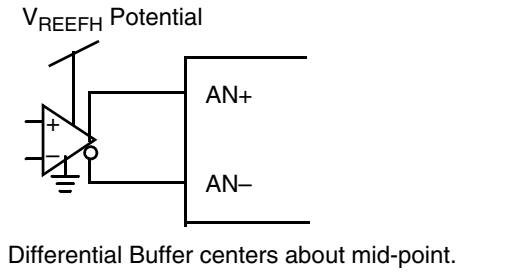 VREEFH Potential
AN+
+
–
AN–
Differential Buffer centers about mid-point.